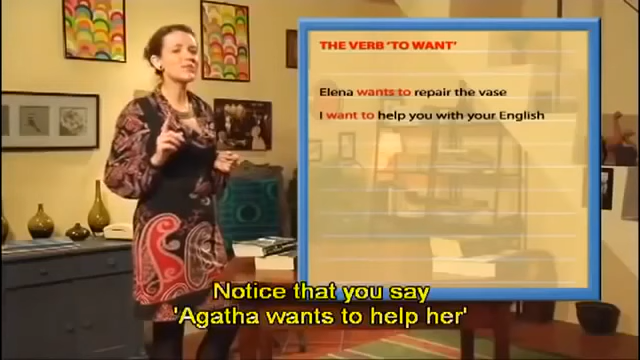 THE VERB 'TO WANT'
Elena wants to repair the vase
I want to help you with your English
Notice that you say
'Agatha wants to help her'